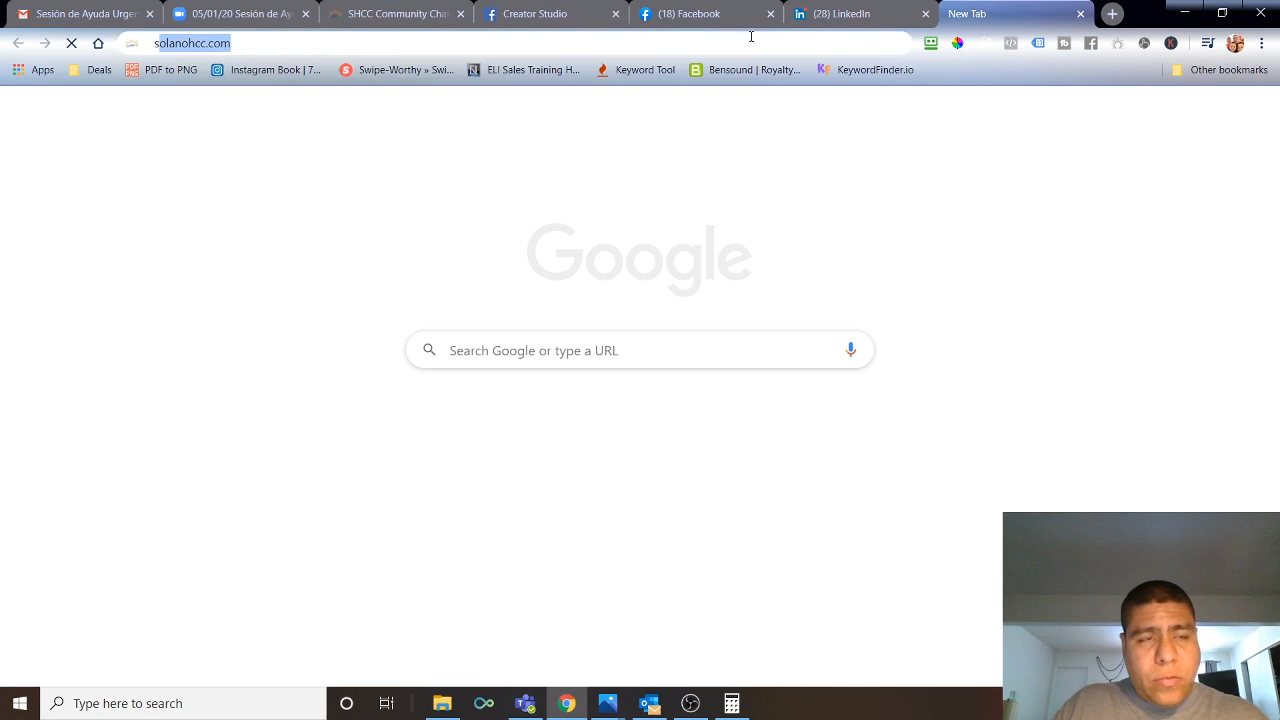 Sesión de Ayuda Urgen
05/01/20 Sesión de Ay
SHCC Community Chat
Creator Studio
(18) Facebook
(28) LinkedIn
New Tab
solanohcc.com
Apps
Deals
PDF to PNG
Instagram Book | 7...
Swipe-Worthy » Swi...
ELI Sales Training H...
Keyword Tool
Bensound | Royalty...
KeywordFinder.io
Other bookmarks
Google
Search Google or type a URL
Type here to search